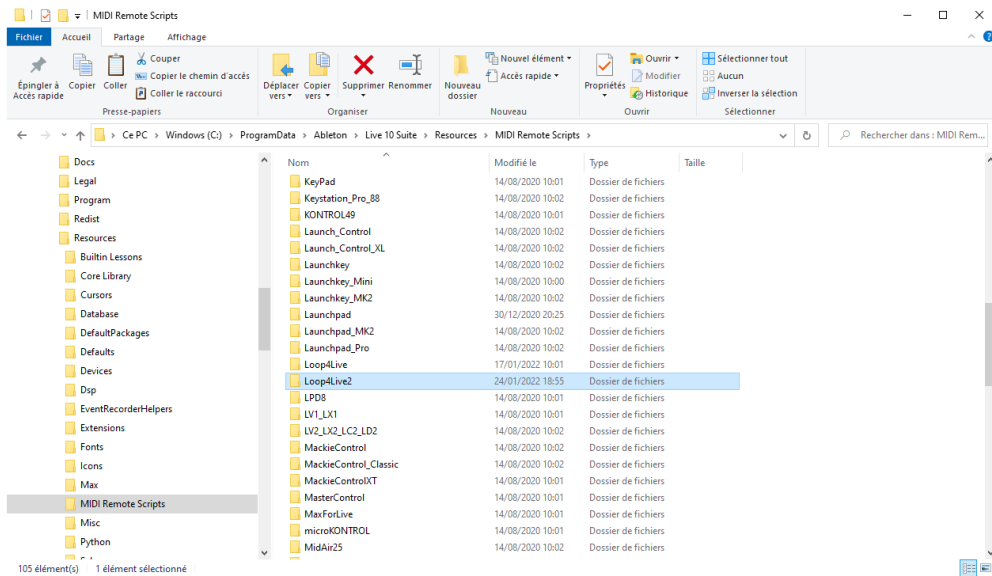 MIDI Remote Scripts
Fichier Accueil Partage Affichage
Épingler à Accès rapide
Copier
Coller
Couper
Copier le chemin d'accès
Coller le raccourci
Presse-papiers
Déplacer vers
Copier vers
Supprimer
Renommer
Organiser
Nouveau dossier
Nouvel élément
Accès rapide
Nouveau
Propriétés
Ouvrir
Modifier
Historique
Ouvrir
Sélectionner tout
Aucun
Inverser la sélection
Sélectionner
Ce PC > Windows (C:) > ProgramData > Ableton > Live 10 Suite > Resources > MIDI Remote Scripts >
Rechercher dans : MIDI Rem...
Docs
Legal
Program
Redist
Resources
Builtin Lessons
Core Library
Cursors
Database
DefaultPackages
Defaults
Devices
Dsp
EventRecorderHelpers
Extensions
Fonts
Icons
Max
MIDI Remote Scripts
Misc
Python
Nom Modifié le Type Taille
KeyPad 14/08/2020 10:01 Dossier de fichiers
Keystation_Pro_88 14/08/2020 10:02 Dossier de fichiers
KONTROL49 14/08/2020 10:01 Dossier de fichiers
Launch_Control 14/08/2020 10:02 Dossier de fichiers
Launch_Control_XL 14/08/2020 10:02 Dossier de fichiers
Launchkey 14/08/2020 10:02 Dossier de fichiers
Launchkey_Mini 14/08/2020 10:00 Dossier de fichiers
Launchkey_MK2 14/08/2020 10:02 Dossier de fichiers
Launchpad 30/12/2020 20:25 Dossier de fichiers
Launchpad_MK2 14/08/2020 10:02 Dossier de fichiers
Launchpad_Pro 14/08/2020 10:02 Dossier de fichiers
Loop4Live 17/01/2022 10:01 Dossier de fichiers
Loop4Live2 24/01/2022 18:55 Dossier de fichiers
LPD8 14/08/2020 10:01 Dossier de fichiers
LV1_LX1 14/08/2020 10:01 Dossier de fichiers
LV2_LX2_LC2_LD2 14/08/2020 10:02 Dossier de fichiers
MackieControl 14/08/2020 10:02 Dossier de fichiers
MackieControl_Classic 14/08/2020 10:02 Dossier de fichiers
MackieControlXT 14/08/2020 10:01 Dossier de fichiers
MasterControl 14/08/2020 10:01 Dossier de fichiers
MaxForLive 14/08/2020 10:01 Dossier de fichiers
microKONTROL 14/08/2020 10:01 Dossier de fichiers
MidAir25 14/08/2020 10:02 Dossier de fichiers
105 élément(s) 1 élément sélectionné